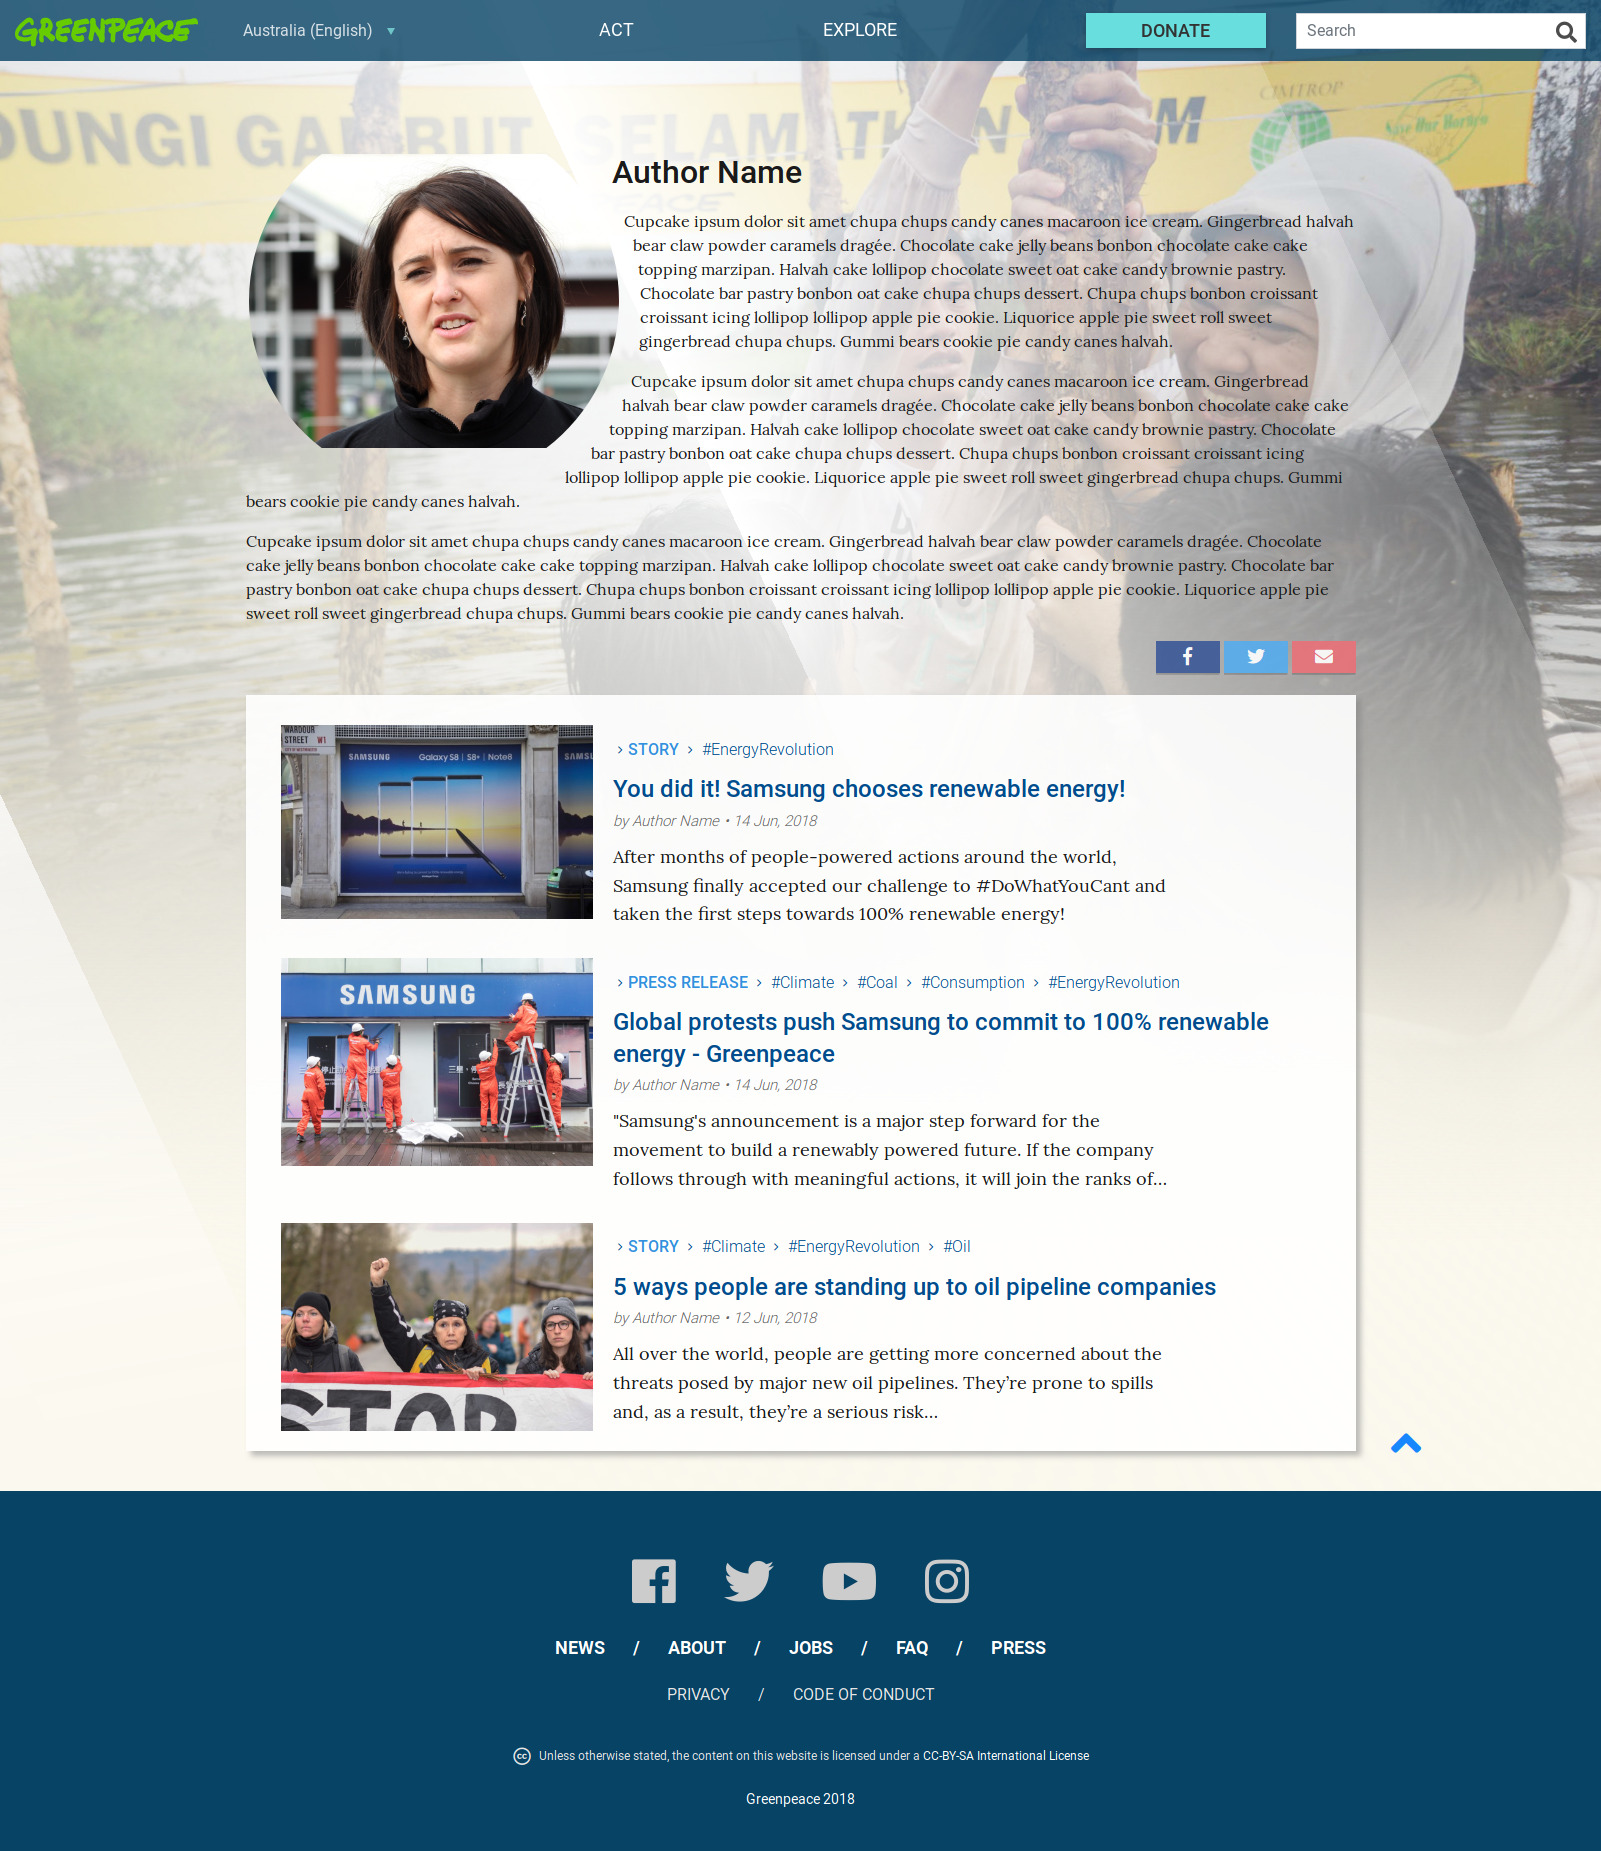 GREENPEACE
Australia (English)
ACT
EXPLORE
DONATE
Search
CIMTROP
Save Our Borneo
Author Name
Cupcake ipsum dolor sit amet chupa chups candy canes macaroon ice cream. Gingerbread halvah
bear claw powder caramels dragée. Chocolate cake jelly beans bonbon chocolate cake cake
topping marzipan. Halvah cake lollipop chocolate sweet oat cake candy brownie pastry.
Chocolate bar pastry bonbon oat cake chupa chups dessert. Chupa chups bonbon croissant
croissant icing lollipop lollipop apple pie cookie. Liquorice apple pie sweet roll sweet
gingerbread chupa chups. Gummi bears cookie pie candy canes halvah.
Cupcake ipsum dolor sit amet chupa chups candy canes macaroon ice cream. Gingerbread
halvah bear claw powder caramels dragée. Chocolate cake jelly beans bonbon chocolate cake cake
topping marzipan. Halvah cake lollipop chocolate sweet oat cake candy brownie pastry. Chocolate
bar pastry bonbon oat cake chupa chups dessert. Chupa chups bonbon croissant croissant icing
lollipop lollipop apple pie cookie. Liquorice apple pie sweet roll sweet gingerbread chupa chups. Gummi
bears cookie pie candy canes halvah.
Cupcake ipsum dolor sit amet chupa chups candy canes macaroon ice cream. Gingerbread halvah bear claw powder caramels dragée. Chocolate
cake jelly beans bonbon chocolate cake cake topping marzipan. Halvah cake lollipop chocolate sweet oat cake candy brownie pastry. Chocolate bar
pastry bonbon oat cake chupa chups dessert. Chupa chups bonbon croissant croissant icing lollipop lollipop apple pie cookie. Liquorice apple pie
sweet roll sweet gingerbread chupa chups. Gummi bears cookie pie candy canes halvah.
WARDOUR
STREET W1
SAMSUNG
Galaxy S8 | S8+ | Note8
SAMS
STORY #EnergyRevolution
You did it! Samsung chooses renewable energy!
by Author Name • 14 Jun, 2018
After months of people-powered actions around the world,
Samsung finally accepted our challenge to #DoWhatYouCant and
taken the first steps towards 100% renewable energy!
SAMSUNG
PRESS RELEASE #Climate #Coal #Consumption #EnergyRevolution
Global protests push Samsung to commit to 100% renewable
energy - Greenpeace
by Author Name • 14 Jun, 2018
"Samsung's announcement is a major step forward for the
movement to build a renewably powered future. If the company
follows through with meaningful actions, it will join the ranks of…
STOP
STORY #Climate #EnergyRevolution #Oil
5 ways people are standing up to oil pipeline companies
by Author Name • 12 Jun, 2018
All over the world, people are getting more concerned about the
threats posed by major new oil pipelines. They’re prone to spills
and, as a result, they’re a serious risk…
NEWS / ABOUT / JOBS / FAQ / PRESS
PRIVACY / CODE OF CONDUCT
cc Unless otherwise stated, the content on this website is licensed under a CC-BY-SA International License
Greenpeace 2018